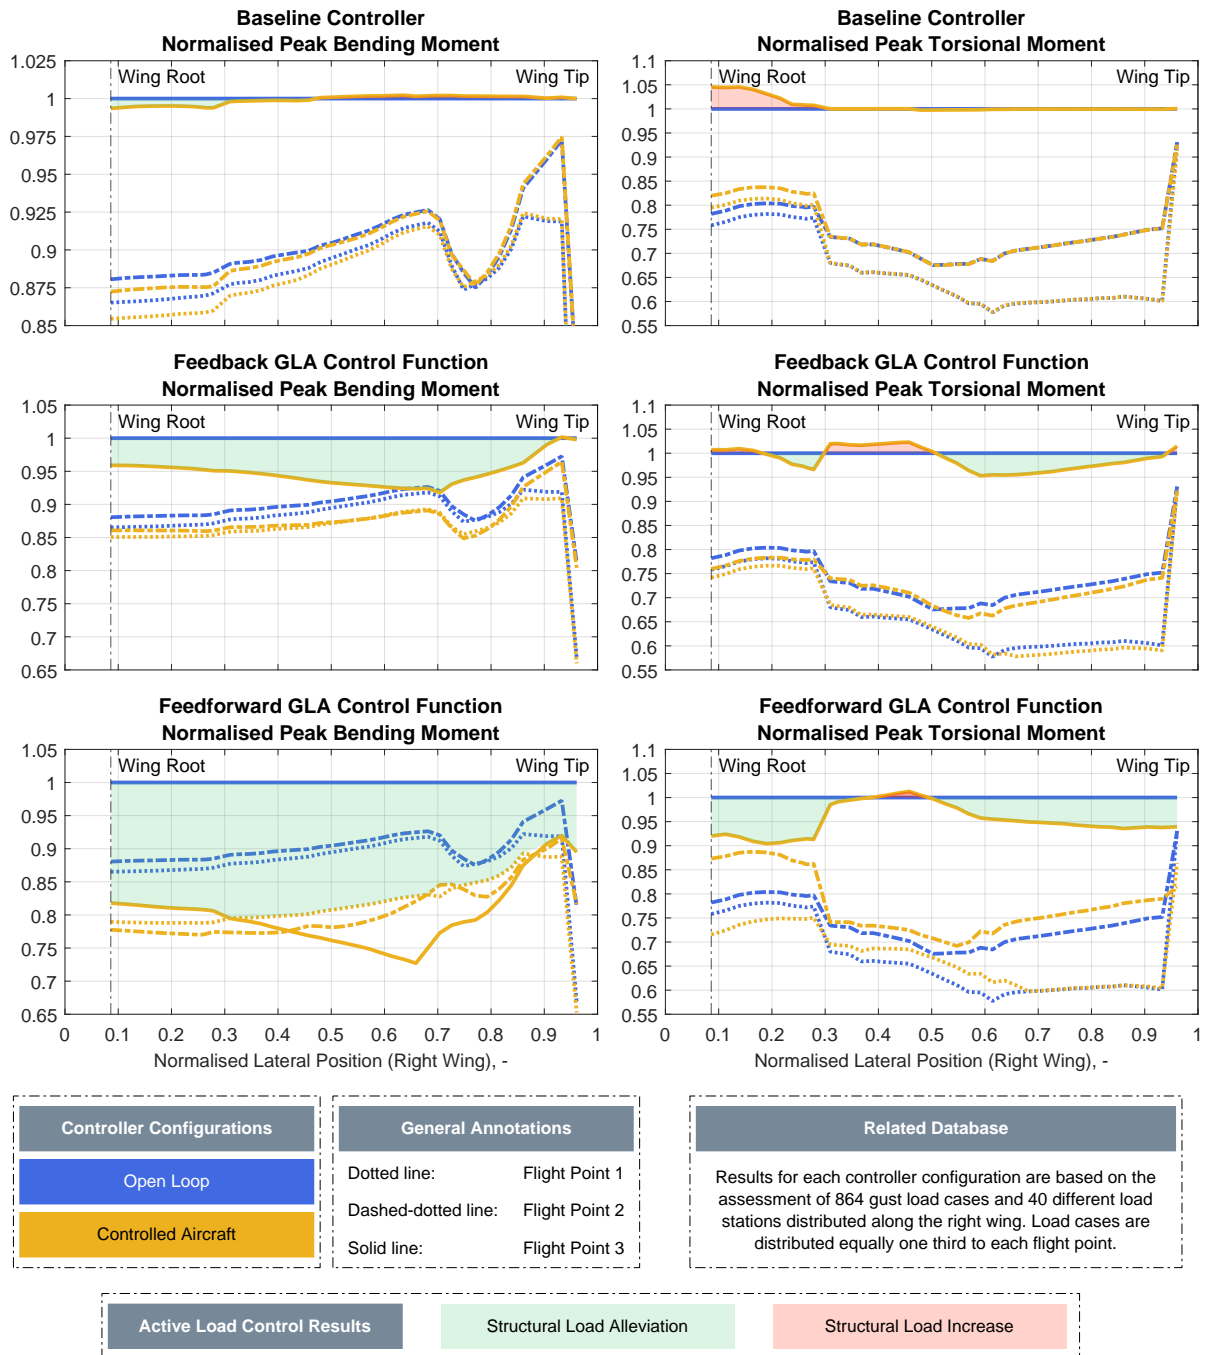 Baseline Controller
Normalised Peak Bending Moment
1.025
1
0.975
0.95
0.925
0.9
0.875
0.85
Wing Root
Wing Tip
Baseline Controller
Normalised Peak Torsional Moment
1.1
1.05
1
0.95
0.9
0.85
0.8
0.75
0.7
0.65
0.6
0.55
Wing Root
Wing Tip
Feedback GLA Control Function
Normalised Peak Bending Moment
1.05
1
0.95
0.9
0.85
0.8
0.75
0.7
0.65
Wing Root
Wing Tip
Feedback GLA Control Function
Normalised Peak Torsional Moment
1.1
1.05
1
0.95
0.9
0.85
0.8
0.75
0.7
0.65
0.6
0.55
Wing Root
Wing Tip
Feedforward GLA Control Function
Normalised Peak Bending Moment
1.05
1
0.95
0.9
0.85
0.8
0.75
0.7
0.65
Wing Root
Wing Tip
0 0.1 0.2 0.3 0.4 0.5 0.6 0.7 0.8 0.9 1
Normalised Lateral Position (Right Wing), -
Feedforward GLA Control Function
Normalised Peak Torsional Moment
1.1
1.05
1
0.95
0.9
0.85
0.8
0.75
0.7
0.65
0.6
0.55
Wing Root
Wing Tip
0 0.1 0.2 0.3 0.4 0.5 0.6 0.7 0.8 0.9 1
Normalised Lateral Position (Right Wing), -
Controller Configurations
Open Loop
Controlled Aircraft
General Annotations
Dotted line: Flight Point 1
Dashed-dotted line: Flight Point 2
Solid line: Flight Point 3
Related Database
Results for each controller configuration are based on the
assessment of 864 gust load cases and 40 different load
stations distributed along the right wing. Load cases are
distributed equally one third to each flight point.
Active Load Control Results
Structural Load Alleviation
Structural Load Increase